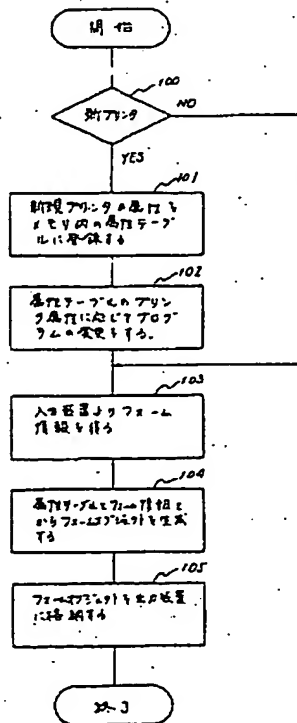 開始
100
新プリンタ
NO
YES
101
新規プリンタの属性を
メモリ内の属性テーブ
ルに登録する
102
属性テーブルのプリン
タ属性に応じてプログ
ラムの変更をする。
103
入力装置よりフォーム
情報を得る
104
属性テーブルとフォーム情報と
からフォームオブジェクトを生成
する
105
フォームオブジェクトを出力装置
に格納する
終了